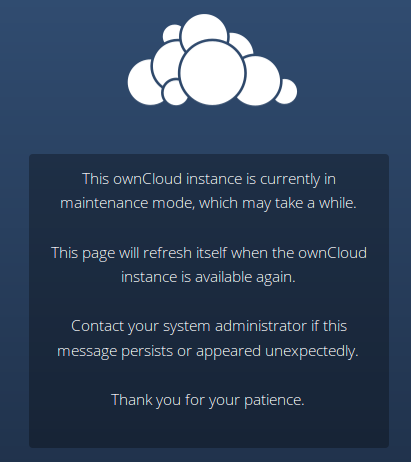 This ownCloud instance is currently in
maintenance mode, which may take a while.
This page will refresh itself when the ownCloud
instance is available again.
Contact your system administrator if this
message persists or appeared unexpectedly.
Thank you for your patience.